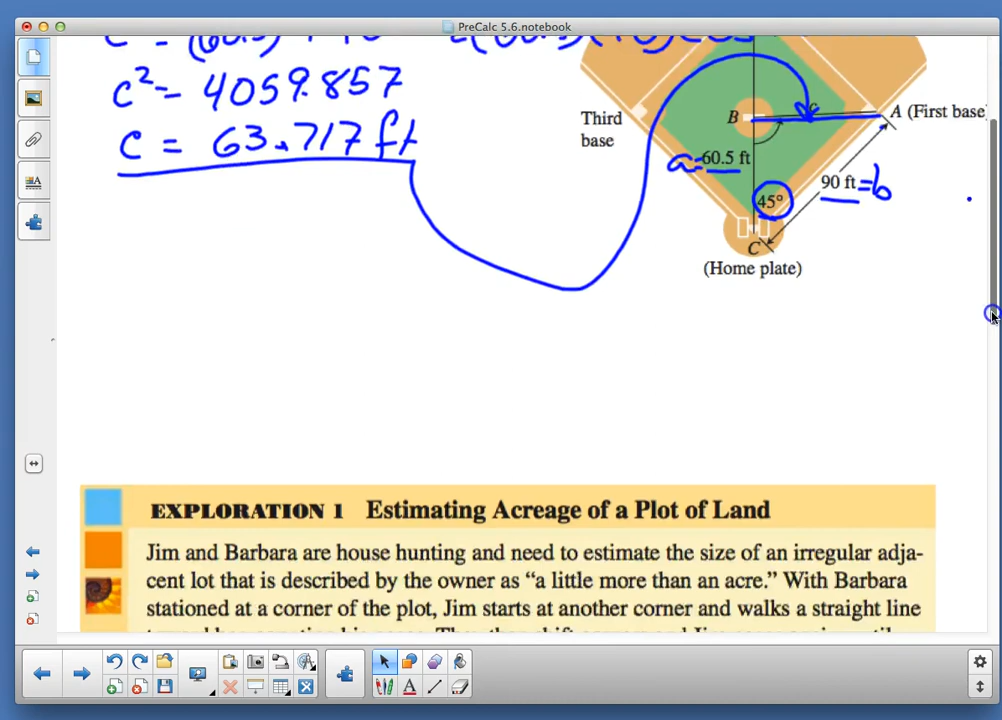 PreCalc 5.6.notebook
c² = 4059.857
c = 63.717 ft
Third
base
B
c
A (First base
a=60.5 ft
90 ft=b
45°
C
(Home plate)
EXPLORATION 1 Estimating Acreage of a Plot of Land
Jim and Barbara are house hunting and need to estimate the size of an irregular adja-
cent lot that is described by the owner as “a little more than an acre.” With Barbara
stationed at a corner of the plot, Jim starts at another corner and walks a straight line